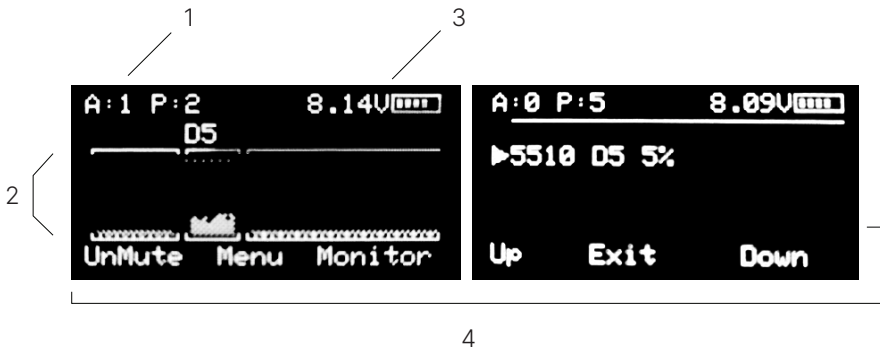 1
3
A:1 P:2 8.14V
D5
2
UnMute Menu Monitor
A:0 P:5 8.09V
▶5510 D5 5%
Up Exit Down
4